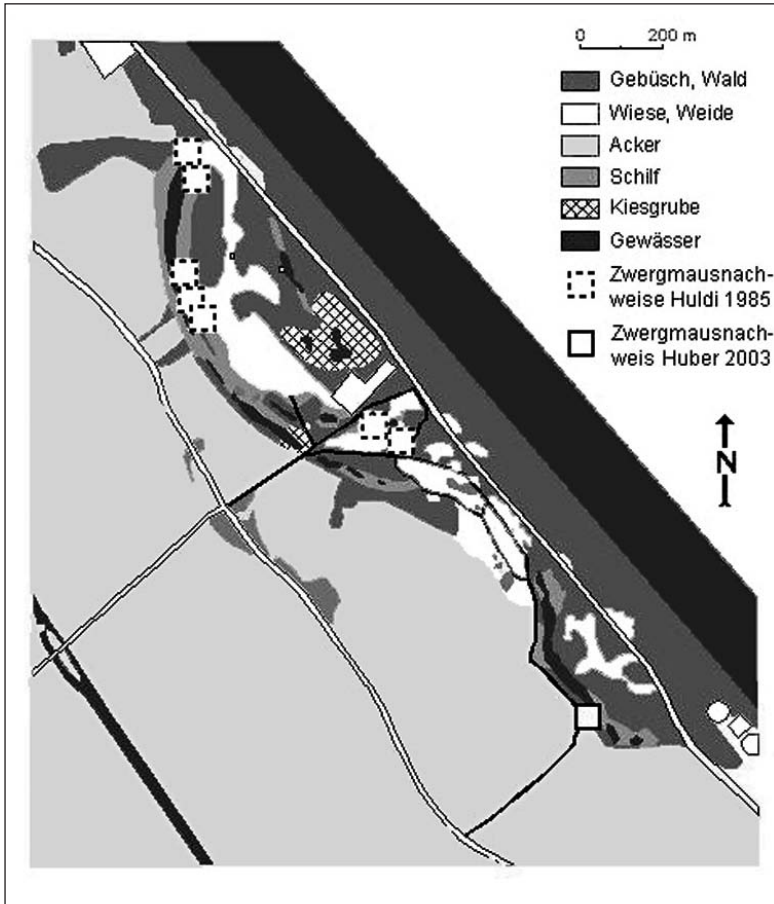 0 200 m
Gebüsch, Wald
Wiese, Weide
Acker
Schilf
Kiesgrube
Gewässer
Zwergmausnach-
weise Huldi 1985
Zwergmausnach-
weis Huber 2003
N